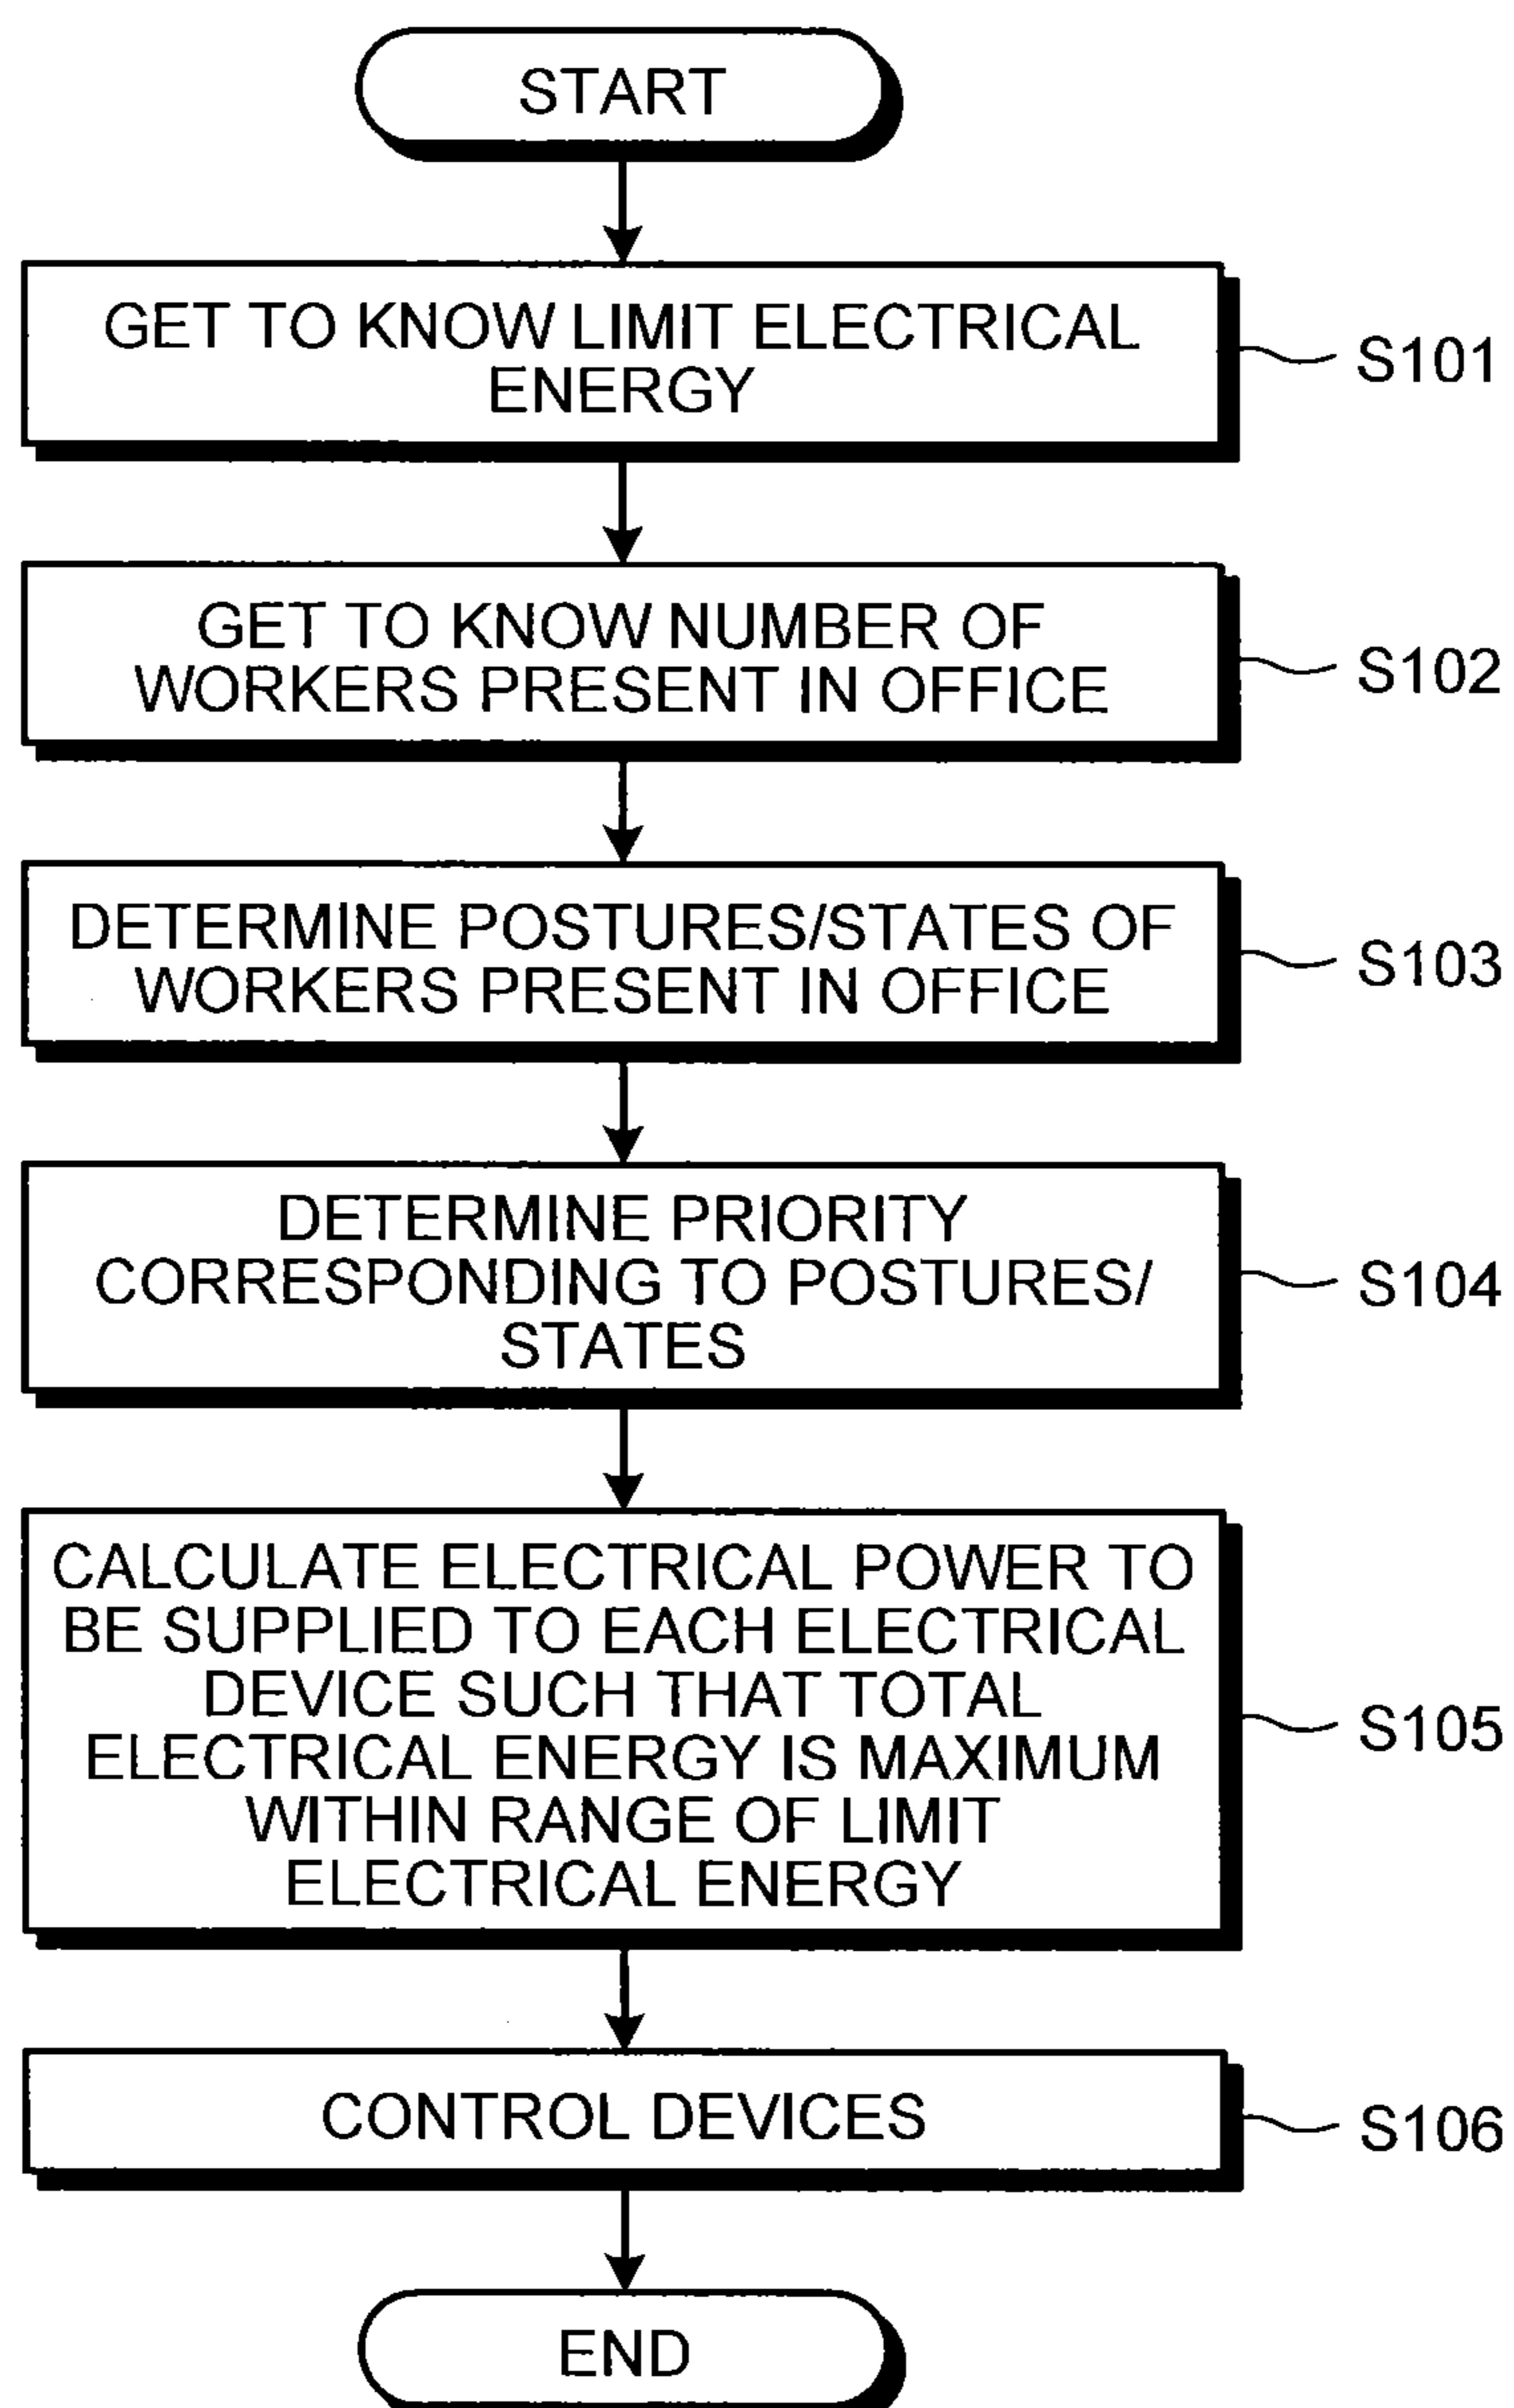 START
GET TO KNOW LIMIT ELECTRICAL
ENERGY
S101
GET TO KNOW NUMBER OF
WORKERS PRESENT IN OFFICE
S102
DETERMINE POSTURES/STATES OF
WORKERS PRESENT IN OFFICE
S103
DETERMINE PRIORITY
CORRESPONDING TO POSTURES/
STATES
S104
CALCULATE ELECTRICAL POWER TO
BE SUPPLIED TO EACH ELECTRICAL
DEVICE SUCH THAT TOTAL
ELECTRICAL ENERGY IS MAXIMUM
WITHIN RANGE OF LIMIT
ELECTRICAL ENERGY
S105
CONTROL DEVICES
S106
END